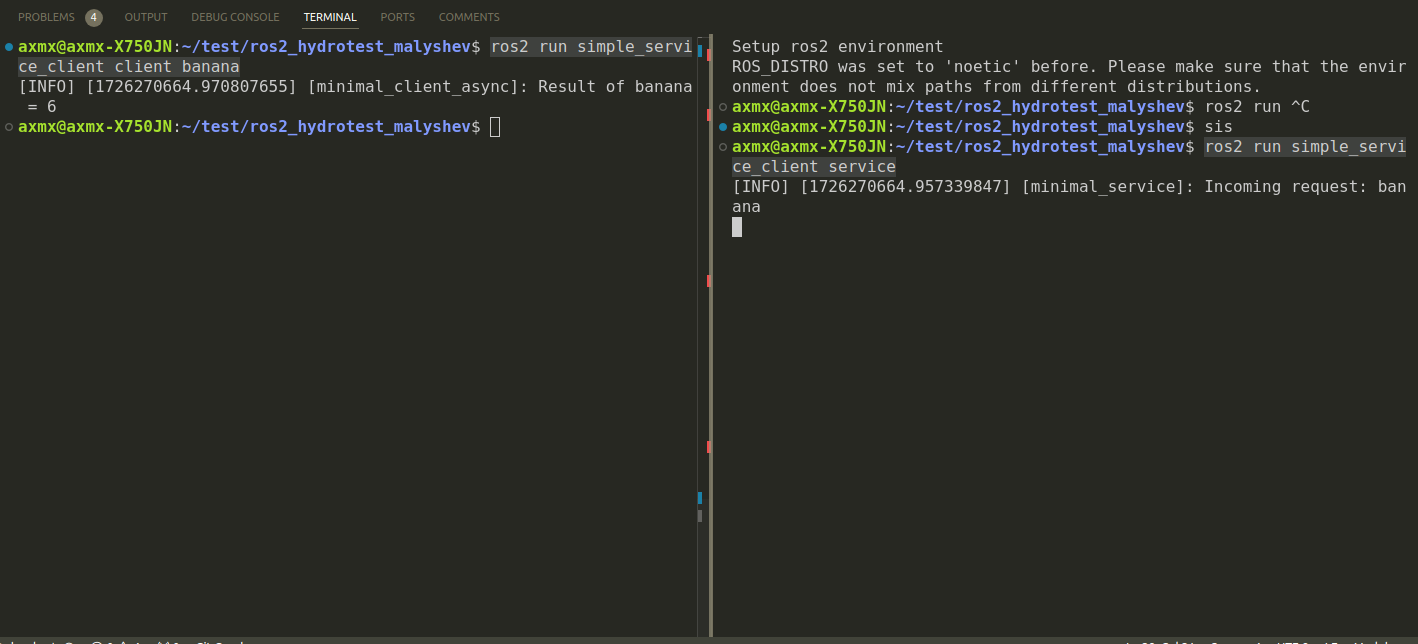 PROBLEMS 4 OUTPUT DEBUG CONSOLE TERMINAL PORTS COMMENTS
axmx@axmx-X750JN:~/test/ros2_hydrotest_malyshev$ ros2 run simple_servi
ce_client client banana
[INFO] [1726270664.970807655] [minimal_client_async]: Result of banana
 = 6
axmx@axmx-X750JN:~/test/ros2_hydrotest_malyshev$
Setup ros2 environment
ROS_DISTRO was set to 'noetic' before. Please make sure that the envir
onment does not mix paths from different distributions.
axmx@axmx-X750JN:~/test/ros2_hydrotest_malyshev$ ros2 run ^C
axmx@axmx-X750JN:~/test/ros2_hydrotest_malyshev$ sis
axmx@axmx-X750JN:~/test/ros2_hydrotest_malyshev$ ros2 run simple_servi
ce_client service
[INFO] [1726270664.957339847] [minimal_service]: Incoming request: ban
ana